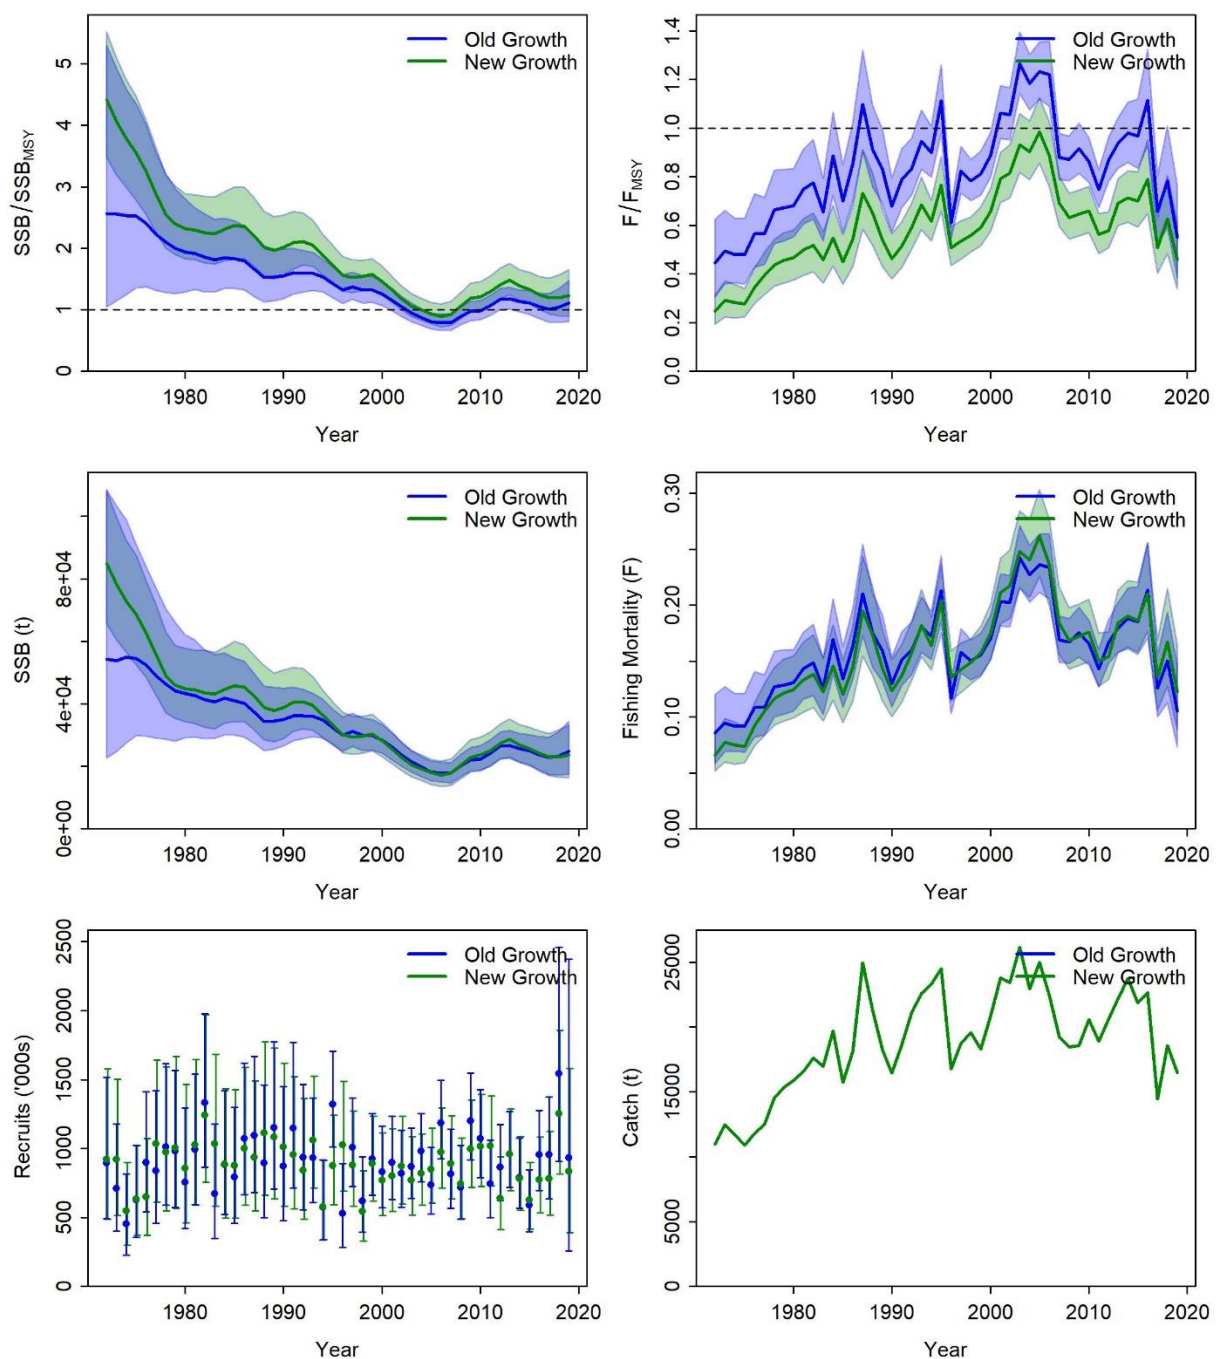 Old Growth
New Growth
SSB/SSBMSY
0 1 2 3 4 5
1980 1990 2000 2010 2020
Year
Old Growth
New Growth
F/FMSY
0.0 0.2 0.4 0.6 0.8 1.0 1.2 1.4
1980 1990 2000 2010 2020
Year
Old Growth
New Growth
SSB (t)
0e+00 4e+04 8e+04
1980 1990 2000 2010 2020
Year
Old Growth
New Growth
Fishing Mortality (F)
0.00 0.10 0.20 0.30
1980 1990 2000 2010 2020
Year
Old Growth
New Growth
Recruits ('000s)
0 500 1000 1500 2000 2500
1980 1990 2000 2010 2020
Year
Old Growth
New Growth
Catch (t)
0 5000 15000 25000
1980 1990 2000 2010 2020
Year